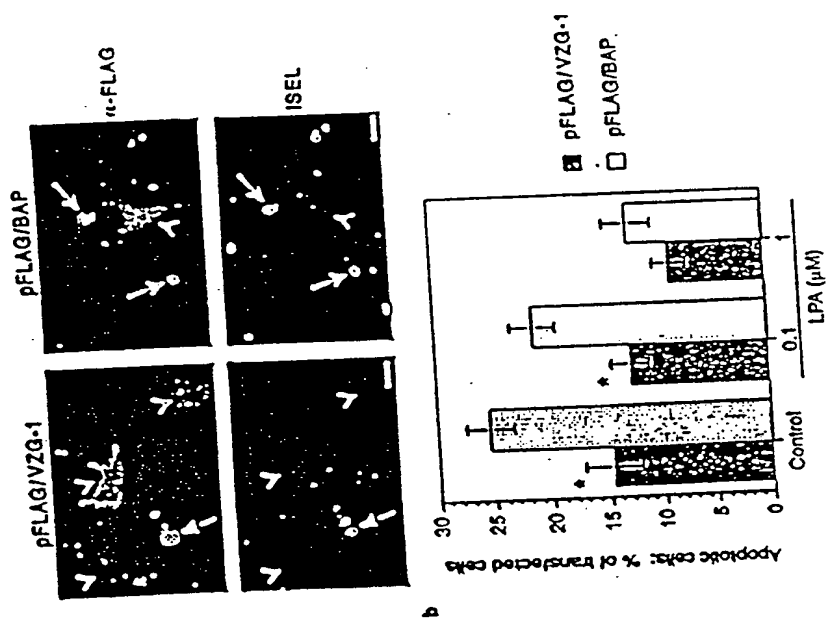 pFLAG/VZG-1
pFLAG/BAP
α-FLAG
ISEL
b
Apoptotic cells: % of transfected cells
30
25
20
15
10
5
0
*
*
Control
0.1
1
LPA (μM)
pFLAG/VZG-1
pFLAG/BAP